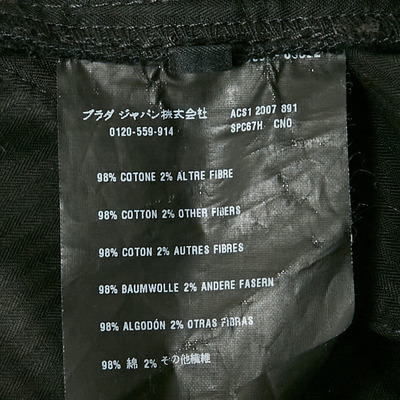 プラダ ジャパン株式会社 ACS1 2007 891
0120-559-914 SPC67H CNO
98% COTONE 2% ALTRE FIBRE
98% COTTON 2% OTHER FIBERS
98% COTON 2% AUTRES FIBRES
98% BAUMWOLLE 2% ANDERE FASERN
98% ALGODÓN 2% OTRAS FIBRAS
98% 綿 2% その他繊維